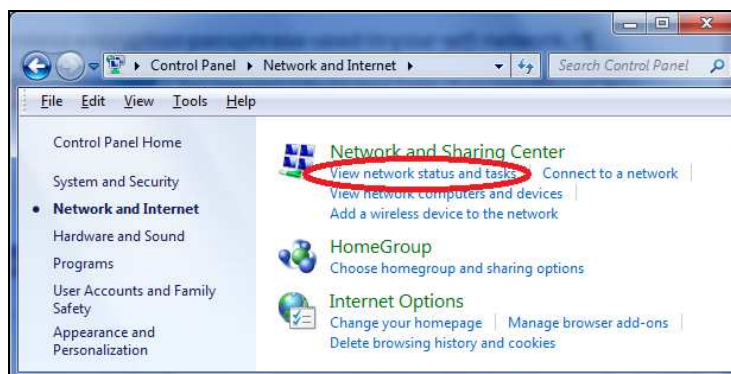 Control Panel Network and Internet Search Control Panel
File Edit View Tools Help
Control Panel Home
System and Security
Network and Internet
Hardware and Sound
Programs
User Accounts and Family
Safety
Appearance and
Personalization
Network and Sharing Center
View network status and tasks Connect to a network
View network computers and devices
Add a wireless device to the network
HomeGroup
Choose homegroup and sharing options
Internet Options
Change your homepage Manage browser add-ons
Delete browsing history and cookies